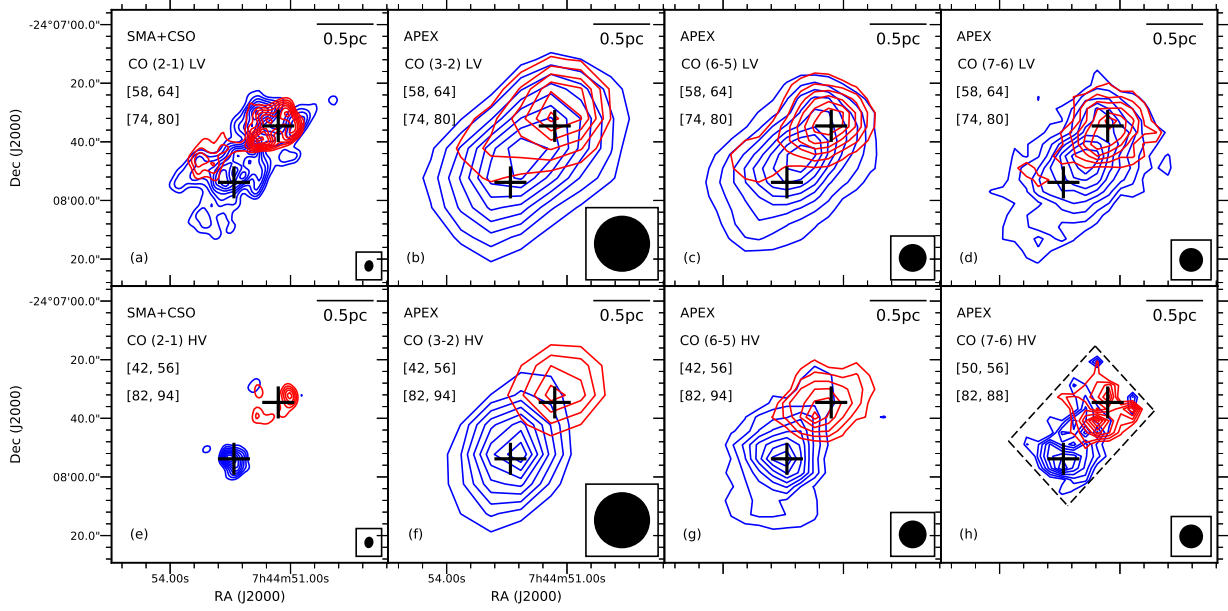 -24°07'00.0"
20.0"
40.0"
08'00.0"
20.0"
Dec (J2000)
SMA+CSO
0.5pc
CO (2-1) LV
[58, 64]
[74, 80]
(a)
APEX
0.5pc
CO (3-2) LV
[58, 64]
[74, 80]
(b)
APEX
0.5pc
CO (6-5) LV
[58, 64]
[74, 80]
(c)
APEX
0.5pc
CO (7-6) LV
[58, 64]
[74, 80]
(d)
-24°07'00.0"
20.0"
40.0"
08'00.0"
20.0"
Dec (J2000)
SMA+CSO
0.5pc
CO (2-1) HV
[42, 56]
[82, 94]
(e)
APEX
0.5pc
CO (3-2) HV
[42, 56]
[82, 94]
(f)
APEX
0.5pc
CO (6-5) HV
[42, 56]
[82, 94]
(g)
APEX
0.5pc
CO (7-6) HV
[50, 56]
[82, 88]
(h)
54.00s 7h44m51.00s
RA (J2000)
54.00s 7h44m51.00s
RA (J2000)